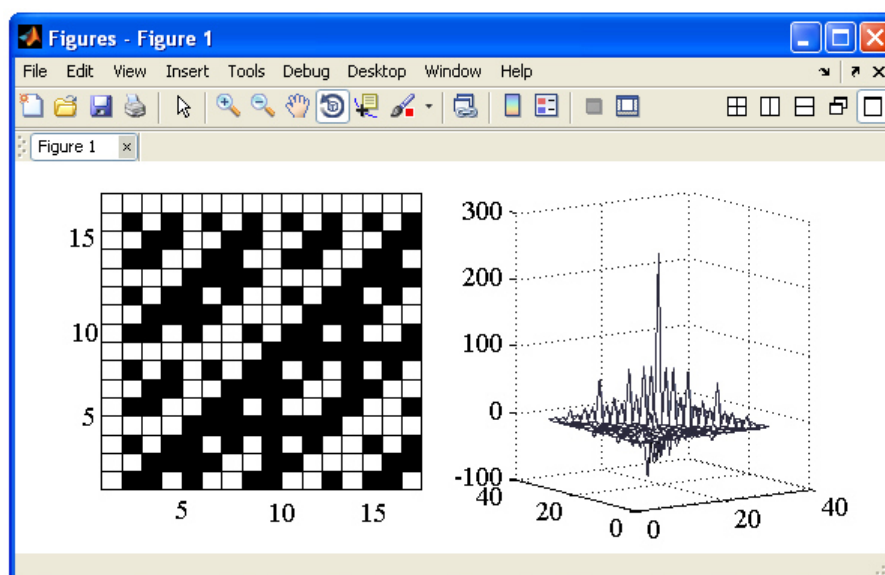 Figures - Figure 1
File Edit View Insert Tools Debug Desktop Window Help
Figure 1
15
10
5
5 10 15
300
200
100
0
-100
40 20 0
0 20 40